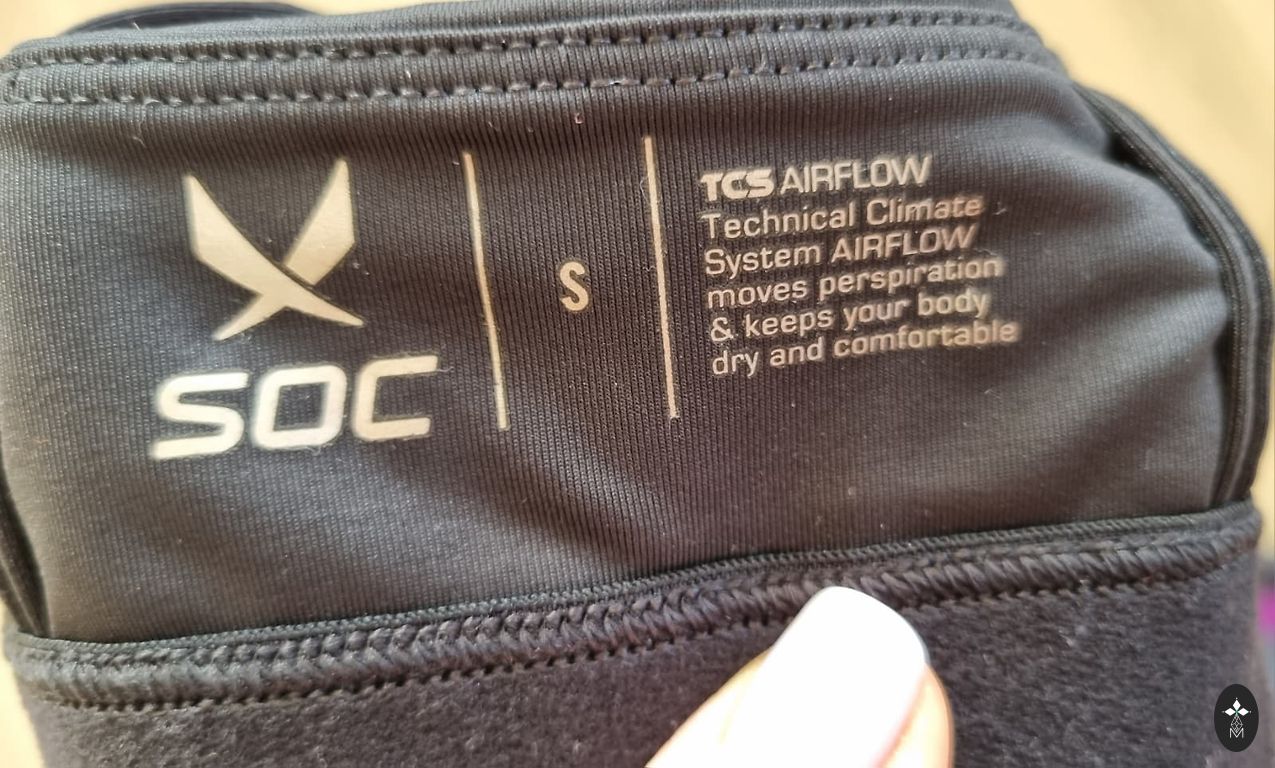 SOC
S
TCS AIRFLOW
Technical Climate
System AIRFLOW
moves perspiration
& keeps your body
dry and comfortable
M